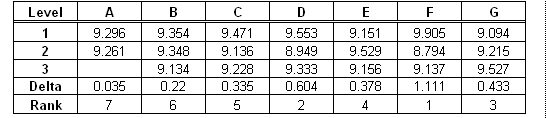 Level A B C D E F G
1 9.296 9.354 9.471 9.553 9.151 9.905 9.094
2 9.261 9.348 9.136 8.949 9.529 8.794 9.215
3 9.134 9.228 9.333 9.156 9.137 9.527
Delta 0.035 0.22 0.335 0.604 0.378 1.111 0.433
Rank 7 6 5 2 4 1 3